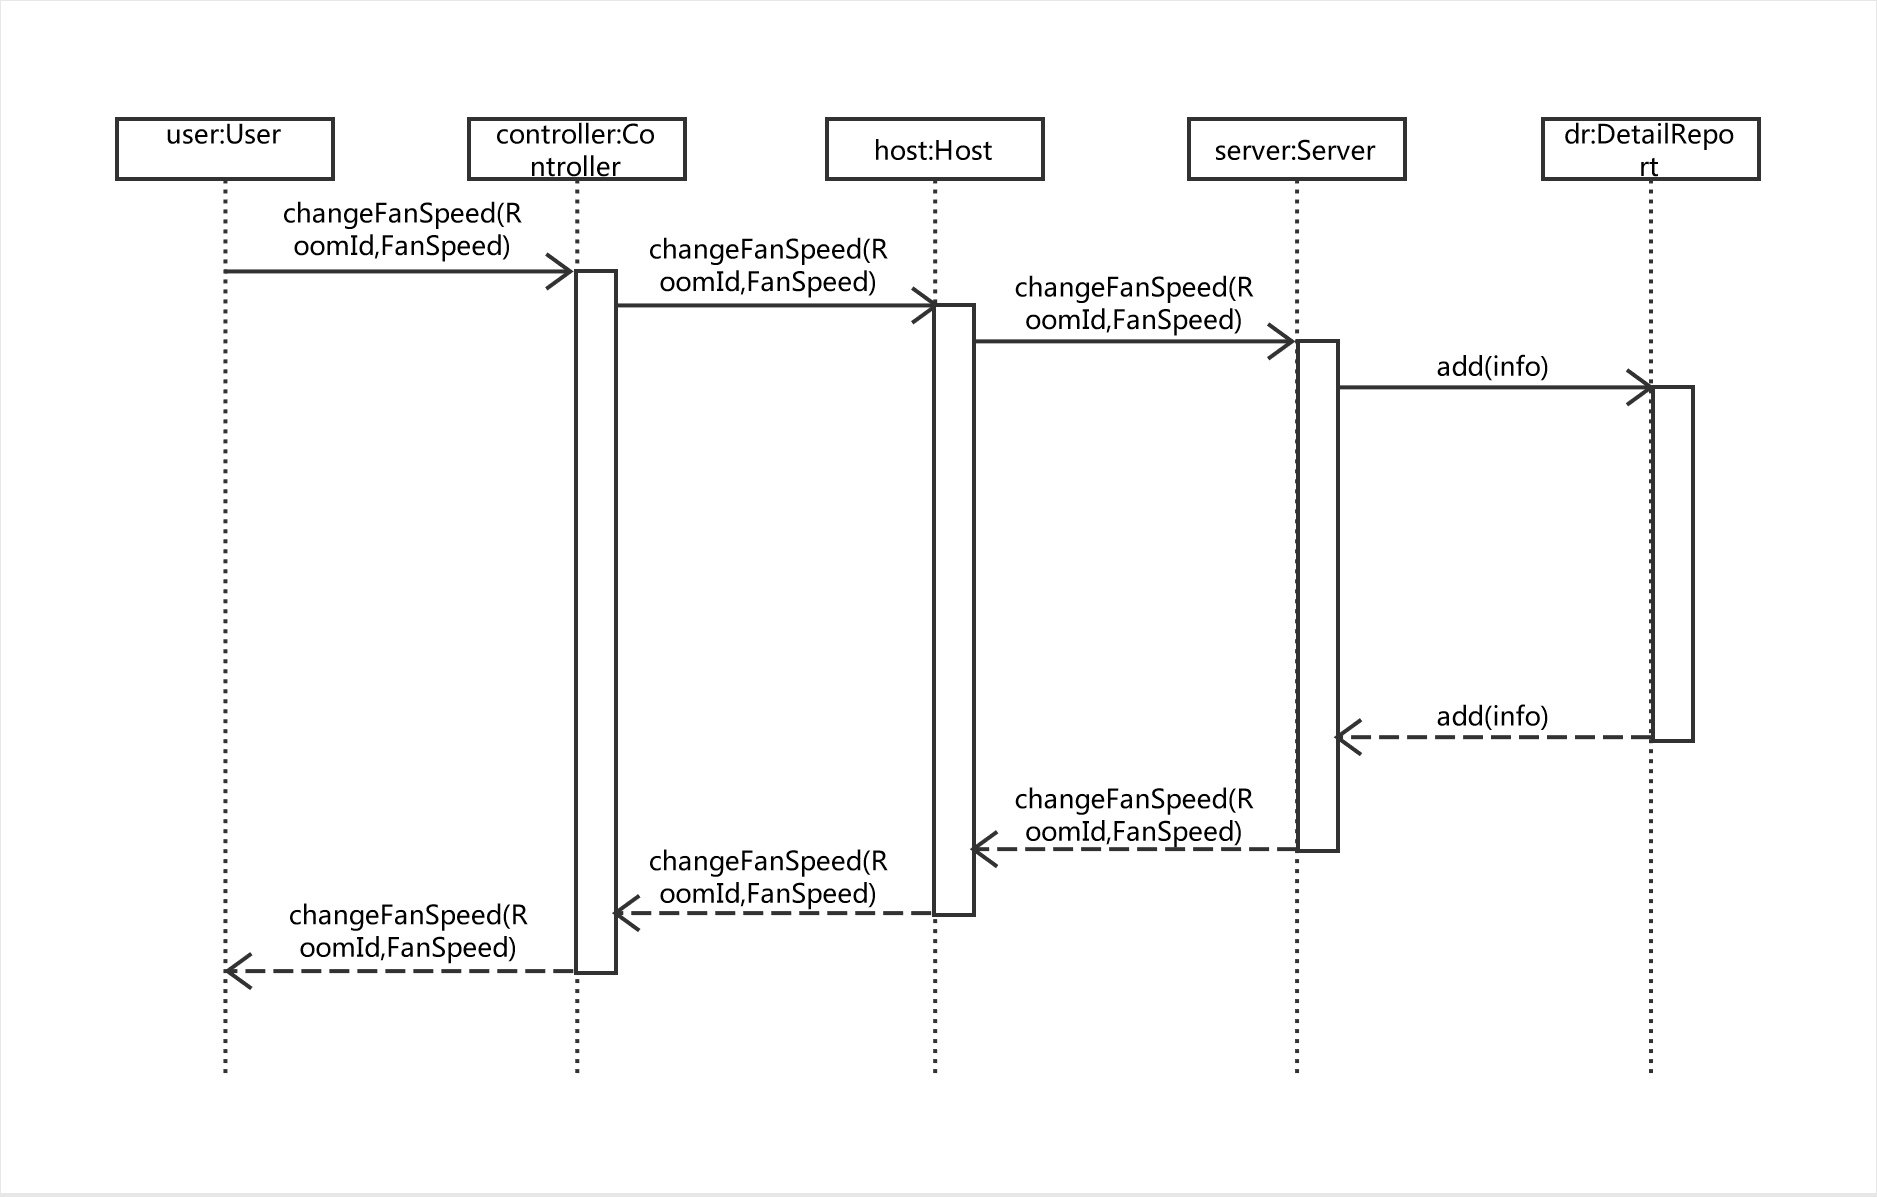 user:User
controller:Co
ntroller
host:Host
server:Server
dr:DetailRepo
rt
changeFanSpeed(R
oomId,FanSpeed)
changeFanSpeed(R
oomId,FanSpeed)
changeFanSpeed(R
oomId,FanSpeed)
add(info)
add(info)
changeFanSpeed(R
oomId,FanSpeed)
changeFanSpeed(R
oomId,FanSpeed)
changeFanSpeed(R
oomId,FanSpeed)